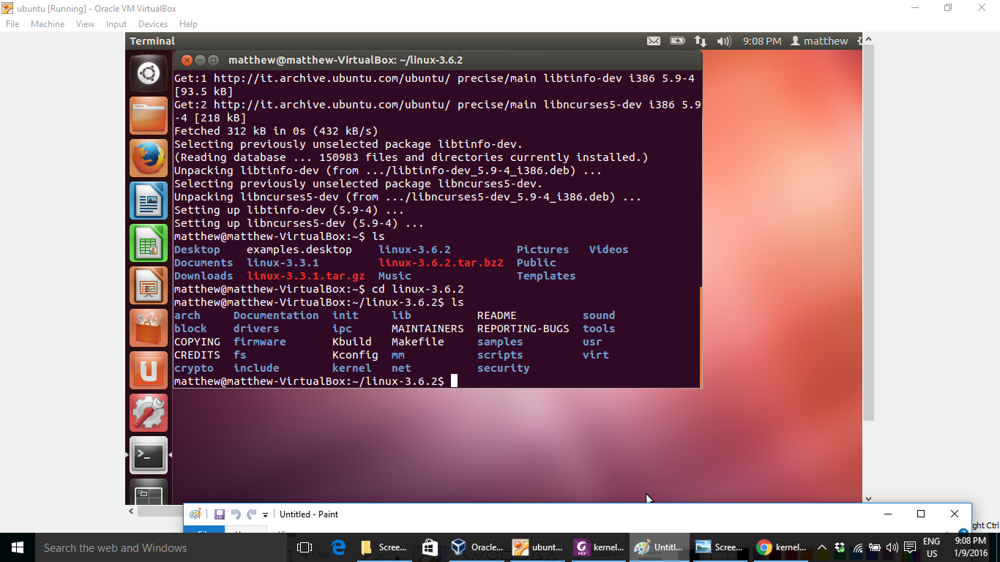 ubuntu [Running] - Oracle VM VirtualBox
File Machine View Input Devices Help
Terminal 9:08 PM matthew
matthew@matthew-VirtualBox: ~/linux-3.6.2
Get:1 http://it.archive.ubuntu.com/ubuntu/ precise/main libtinfo-dev i386 5.9-4
[93.5 kB]
Get:2 http://it.archive.ubuntu.com/ubuntu/ precise/main libncurses5-dev i386 5.9
-4 [218 kB]
Fetched 312 kB in 0s (432 kB/s)
Selecting previously unselected package libtinfo-dev.
(Reading database ... 150983 files and directories currently installed.)
Unpacking libtinfo-dev (from .../libtinfo-dev_5.9-4_i386.deb) ...
Selecting previously unselected package libncurses5-dev.
Unpacking libncurses5-dev (from .../libncurses5-dev_5.9-4_i386.deb) ...
Setting up libtinfo-dev (5.9-4) ...
Setting up libncurses5-dev (5.9-4) ...
matthew@matthew-VirtualBox:~$ ls
Desktop examples.desktop linux-3.6.2 Pictures Videos
Documents linux-3.3.1 linux-3.6.2.tar.bz2 Public
Downloads linux-3.3.1.tar.gz Music Templates
matthew@matthew-VirtualBox:~$ cd linux-3.6.2
matthew@matthew-VirtualBox:~/linux-3.6.2$ ls
arch Documentation init lib README sound
block drivers ipc MAINTAINERS REPORTING-BUGS tools
COPYING firmware Kbuild Makefile samples usr
CREDITS fs Kconfig mm scripts virt
crypto include kernel net security
matthew@matthew-VirtualBox:~/linux-3.6.2$
Untitled - Paint
ght Ctrl
Search the web and Windows Scree... Oracle... ubunt... kernel... Untitl... Scree... kernel... ENG US 9:08 PM 1/9/2016